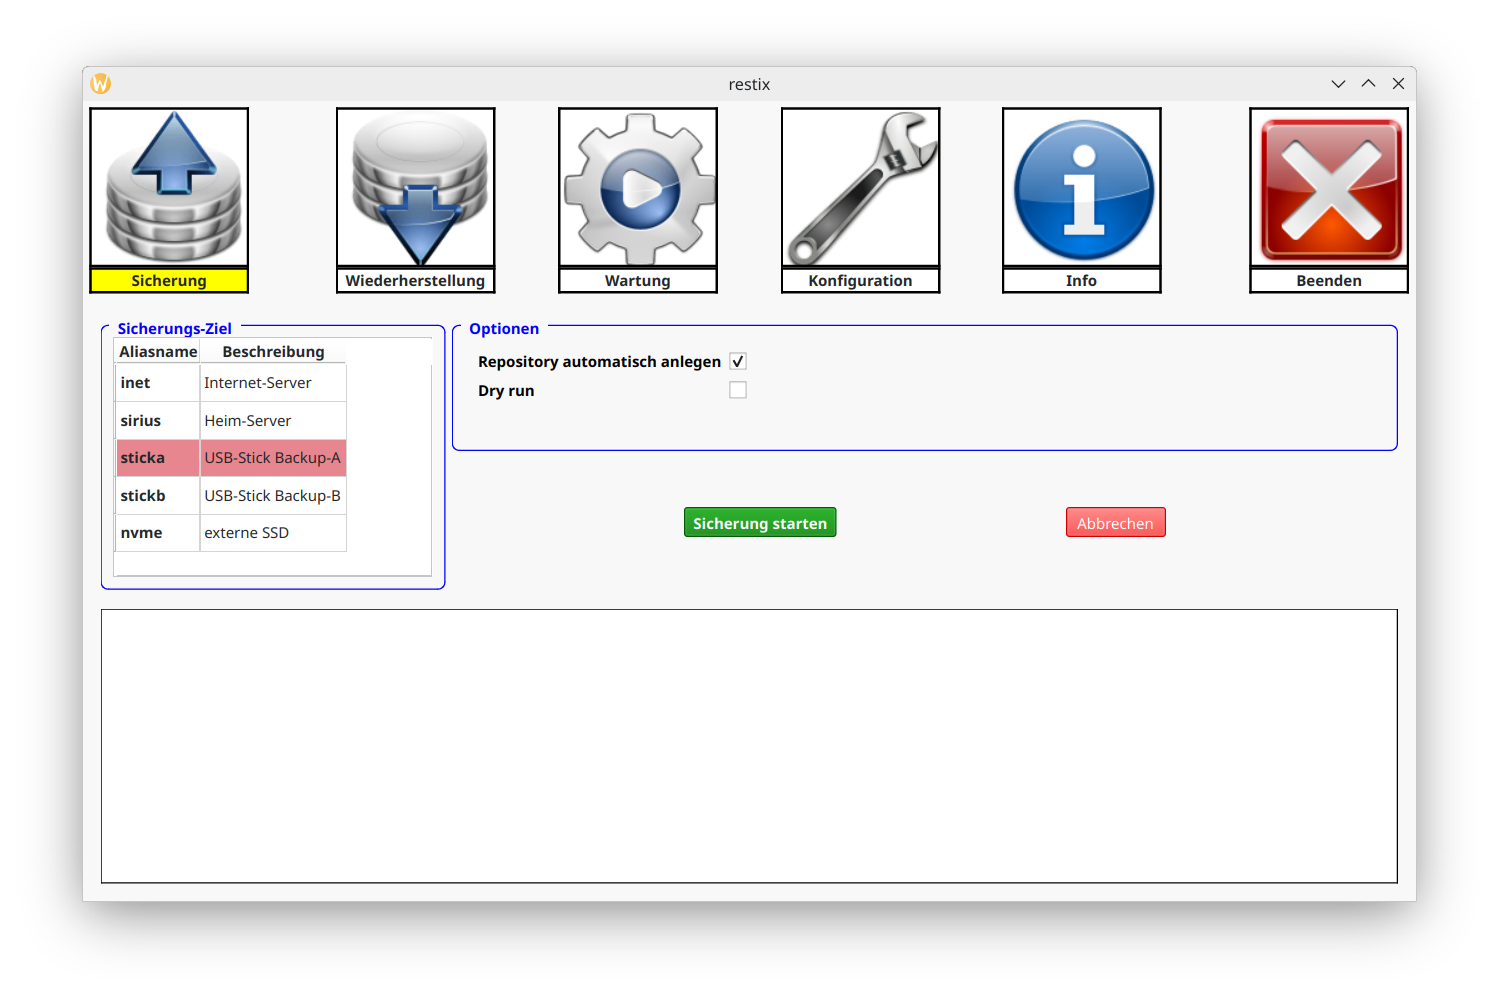 restix
Sicherung
Wiederherstellung
Wartung
Konfiguration
Info
Beenden
Sicherungs-Ziel
Aliasname Beschreibung
inet Internet-Server
sirius Heim-Server
sticka USB-Stick Backup-A
stickb USB-Stick Backup-B
nvme externe SSD
Optionen
Repository automatisch anlegen
Dry run
Sicherung starten
Abbrechen